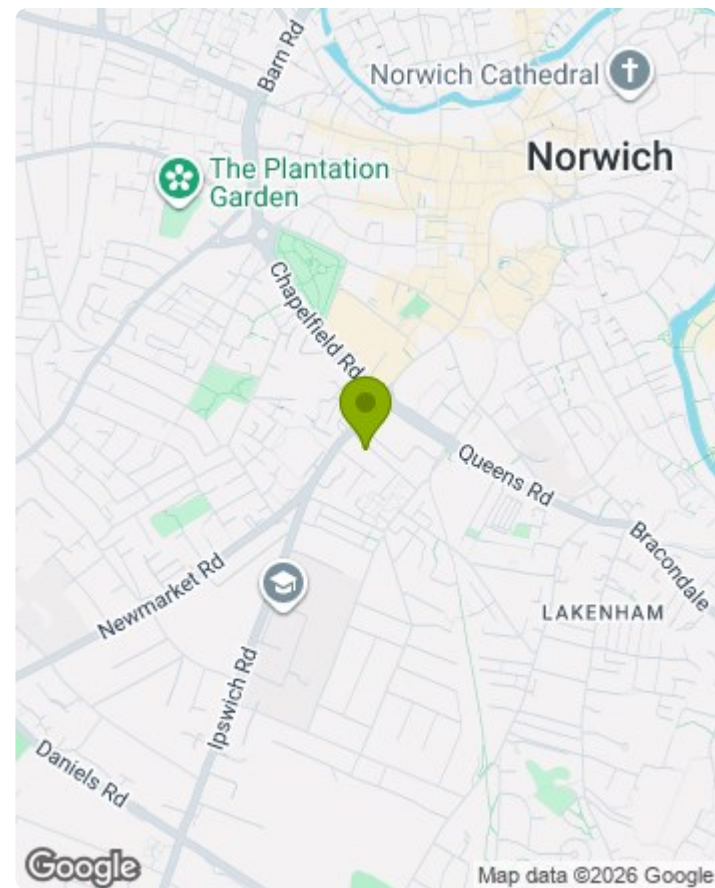 Barn Rd
Norwich Cathedral
Norwich
The Plantation
Garden
Chapelfield Rd
Queens Rd
Bracondale
Newmarket Rd
LAKENHAM
Ipswich Rd
Daniels Rd
Google
Map data ©2026 Google